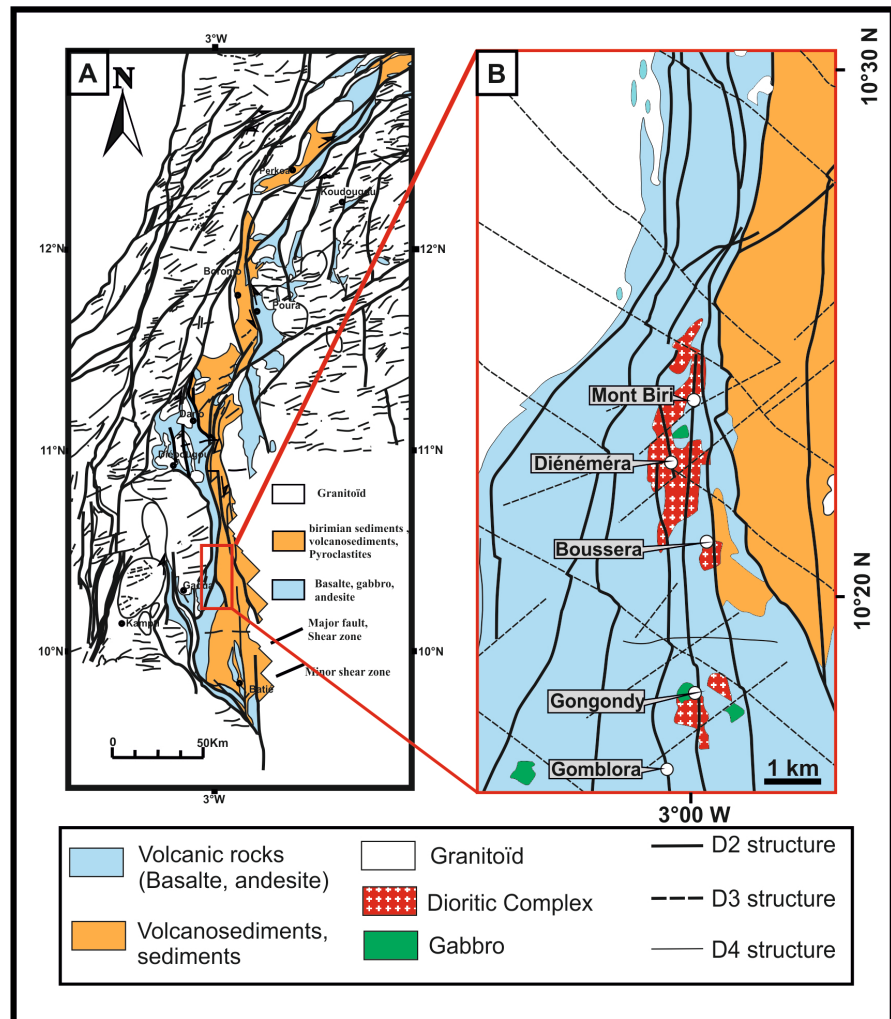 3°W
A
N
Perkoa
Koudougou
12°N
12°N
Boromo
Poura
Dano
Diébougou
11°N
11°N
Granitoïd
birimian sediments ,
volcanosediments,
Pyroclastites
Basalte, gabbro,
andesite
Gaoua
Kampti
Major fault,
Shear zone
10°N
10°N
Minor shear zone
Batié
0 50Km
3°W
B
10°30 N
Mont Biri
Diénéméra
Boussera
10°20 N
Gongondy
Gomblora
1 km
3°00 W
Volcanic rocks
(Basalte, andesite)
Volcanosediments,
sediments
Granitoïd
Dioritic Complex
Gabbro
D2 structure
D3 structure
D4 structure